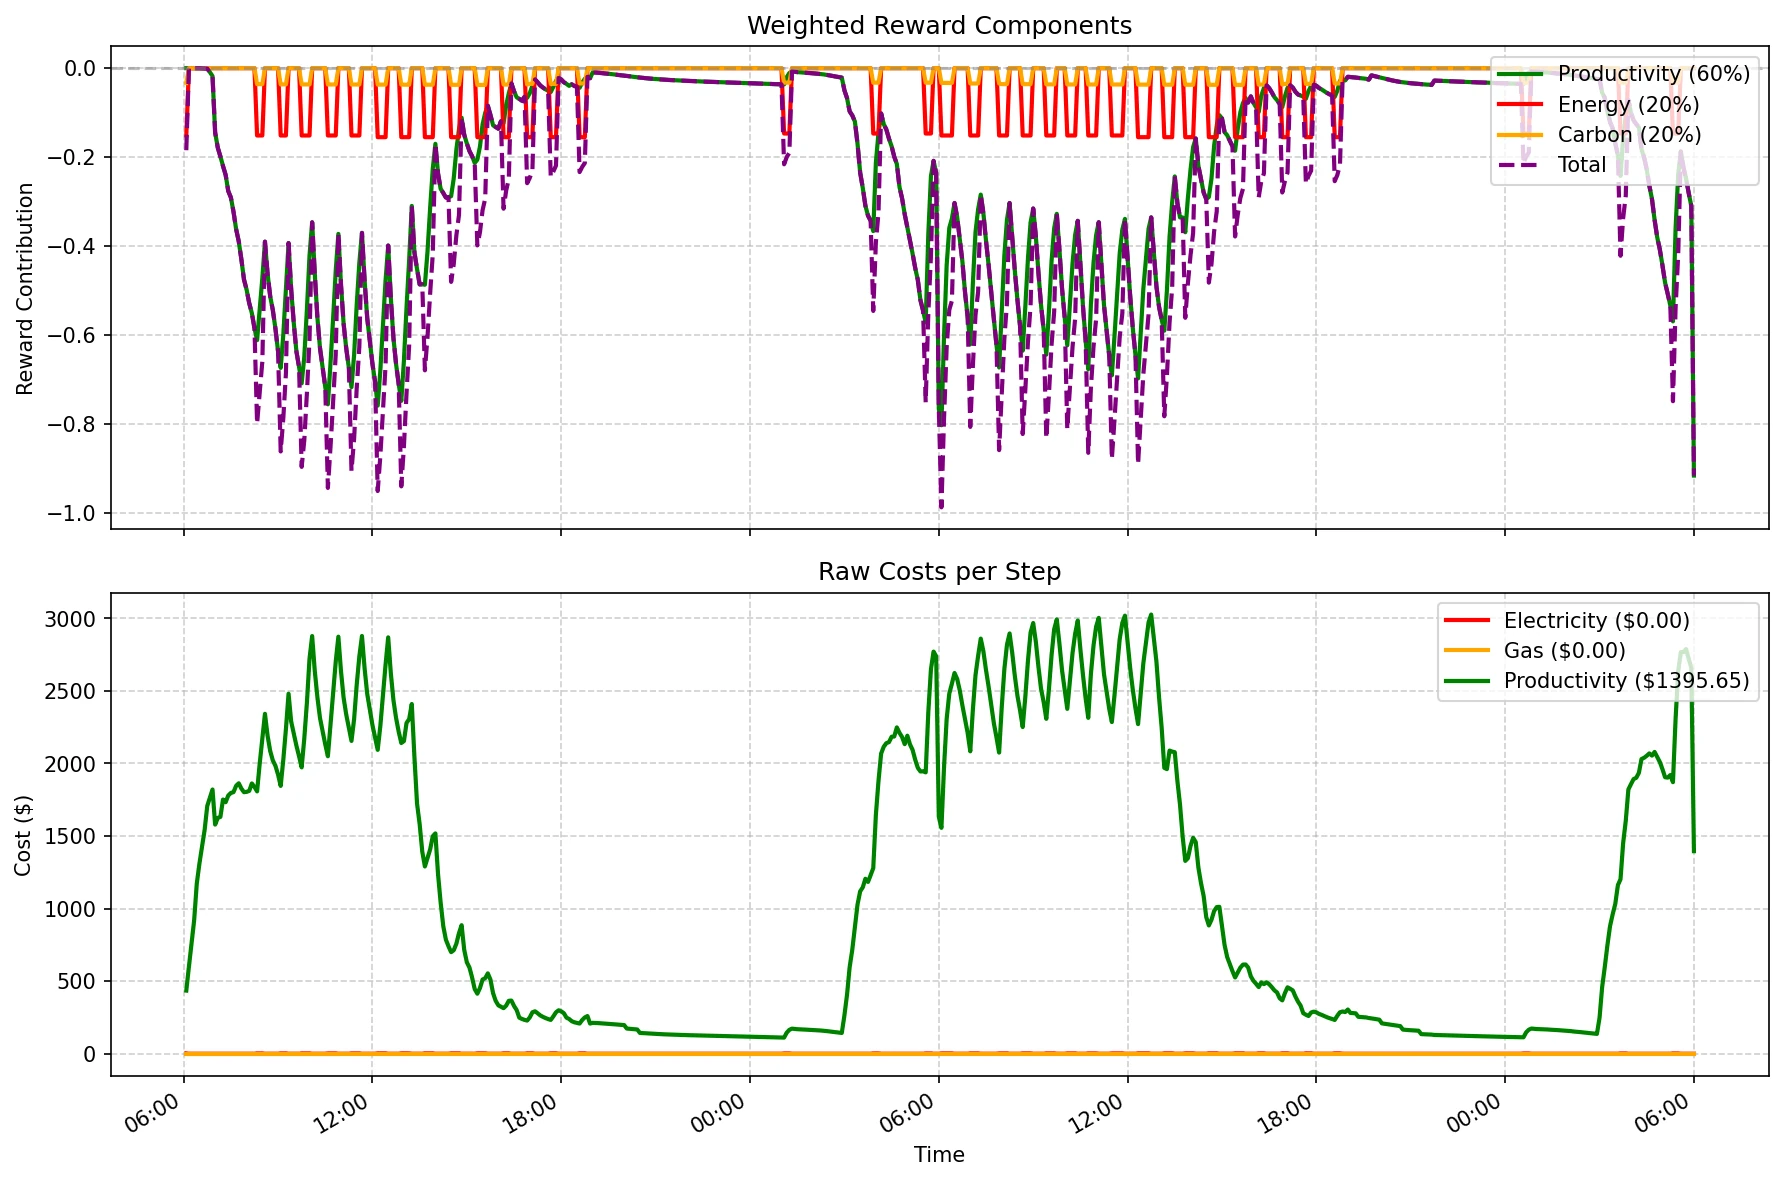 Weighted Reward Components
0.0
−0.2
−0.4
−0.6
−0.8
−1.0
Reward Contribution
Productivity (60%)
Energy (20%)
Carbon (20%)
Total
Raw Costs per Step
3000
2500
2000
1500
1000
500
0
Cost ($)
Electricity ($0.00)
Gas ($0.00)
Productivity ($1395.65)
06:00
12:00
18:00
00:00
06:00
12:00
18:00
00:00
06:00
Time